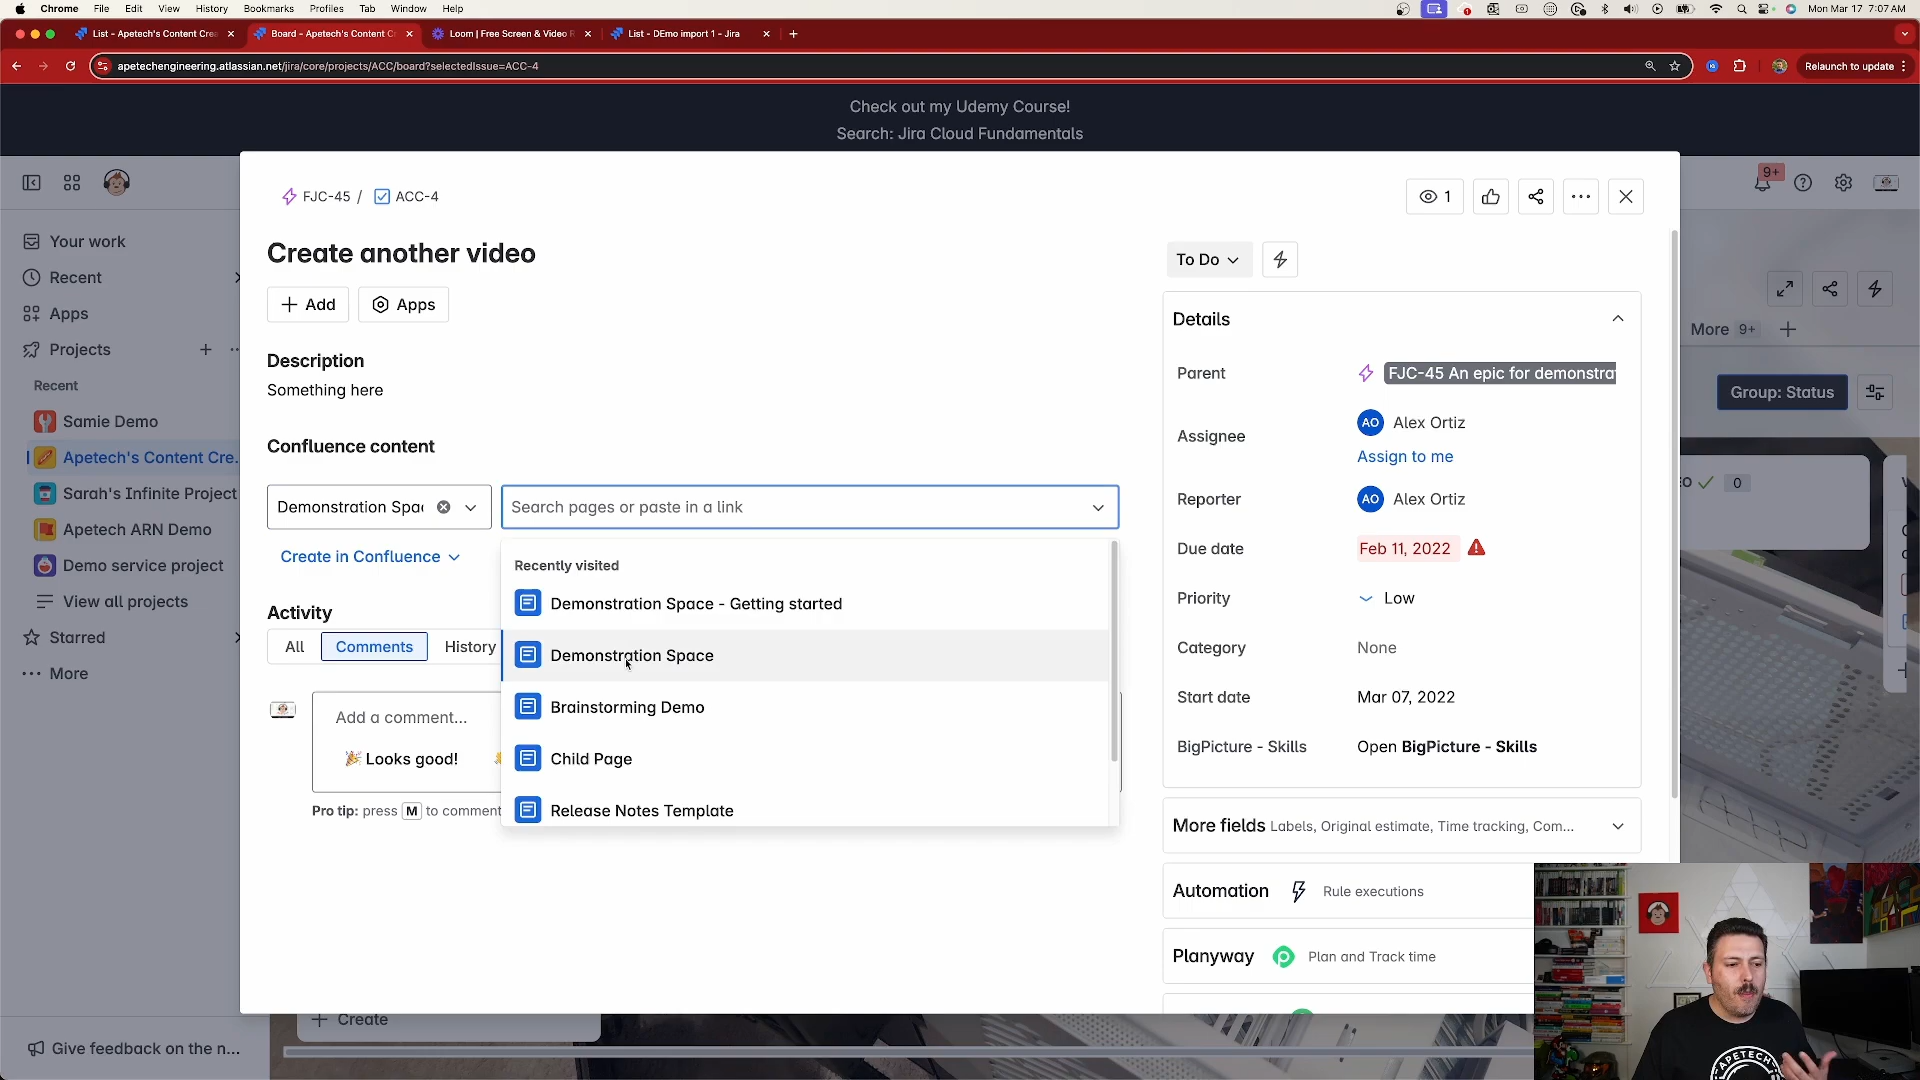 Chrome File Edit View History Bookmarks Profiles Tab Window Help
Mon Mar 17 7:07 AM
List - Apetech's Content Cre
Board - Apetech's Content C
Loom | Free Screen & Video R
List - DEmo import 1 - Jira
apetechengineering.atlassian.net/jira/core/projects/ACC/board?selectedIssue=ACC-4
Relaunch to update
Check out my Udemy Course!
Search: Jira Cloud Fundamentals
9+
Your work
Recent
Apps
Projects
Recent
Samie Demo
Apetech's Content Cre.
Sarah's Infinite Project
Apetech ARN Demo
Demo service project
View all projects
Starred
More
Give feedback on the n...
FJC-45 / ACC-4
1
Create another video
Add
Apps
Description
Something here
Confluence content
Demonstration Spac
Search pages or paste in a link
Create in Confluence
Recently visited
Demonstration Space - Getting started
Demonstration Space
Brainstorming Demo
Child Page
Release Notes Template
Activity
All Comments History
Add a comment...
🎉 Looks good!
Pro tip: press M to comment
Create
To Do
Details
Parent
FJC-45 An epic for demonstrat
Assignee
AO Alex Ortiz
Assign to me
Reporter
AO Alex Ortiz
Due date
Feb 11, 2022
Priority
Low
Category
None
Start date
Mar 07, 2022
BigPicture - Skills
Open BigPicture - Skills
More fields Labels, Original estimate, Time tracking, Com...
Automation Rule executions
Planyway Plan and Track time
More 9+
Group: Status
0
APETECH